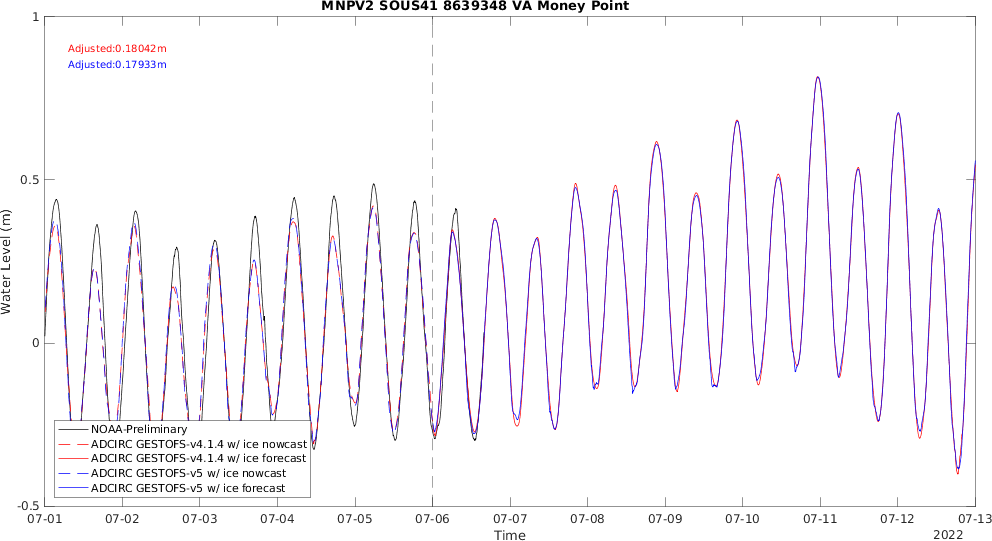 MNPV2 SOUS41 8639348 VA Money Point
1
Adjusted:0.18042m
Adjusted:0.17933m
0.5
Water Level (m)
0
NOAA-Preliminary
ADCIRC GESTOFS-v4.1.4 w/ ice nowcast
ADCIRC GESTOFS-v4.1.4 w/ ice forecast
ADCIRC GESTOFS-v5 w/ ice nowcast
ADCIRC GESTOFS-v5 w/ ice forecast
-0.5
07-01 07-02 07-03 07-04 07-05 07-06 07-07 07-08 07-09 07-10 07-11 07-12 07-13
Time
2022